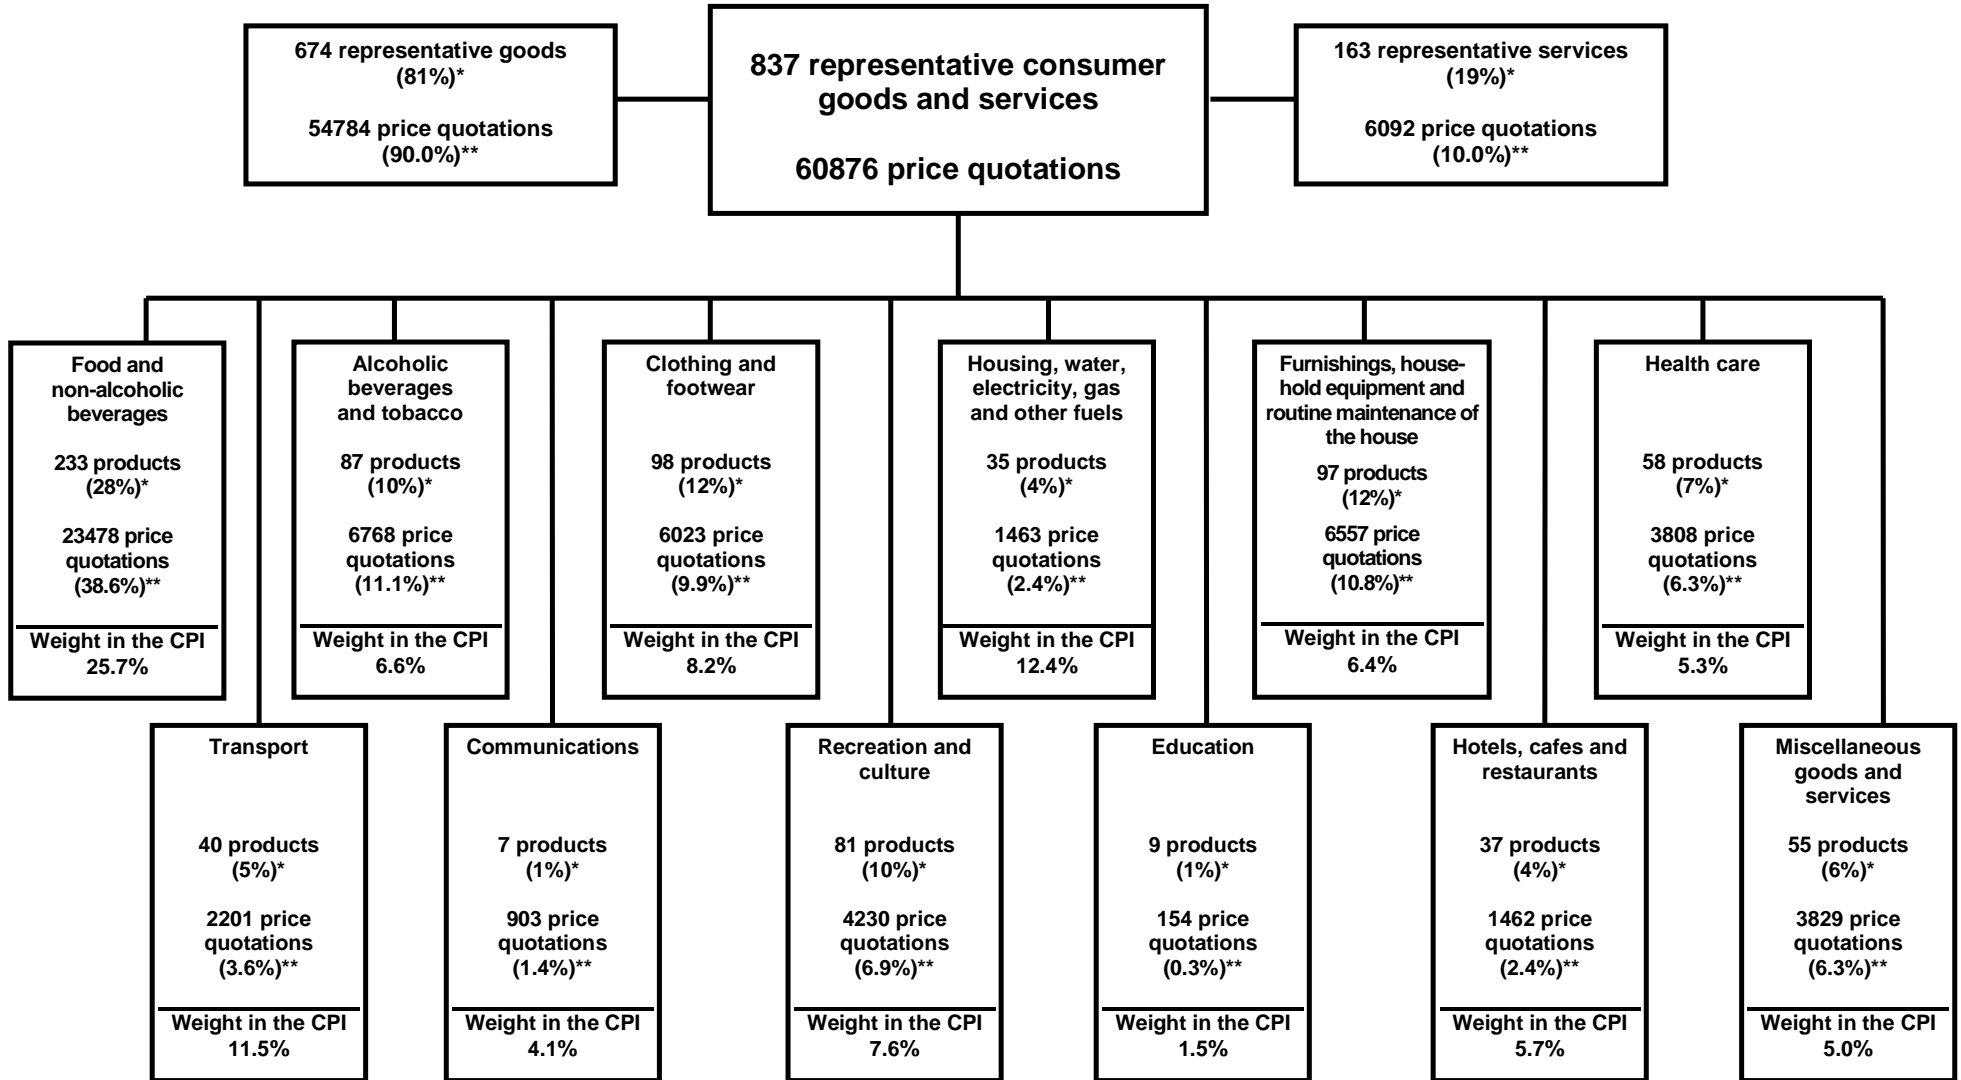 674 representative goods
(81%)*
54784 price quotations
(90.0%)**
837 representative consumer
goods and services
60876 price quotations
163 representative services
(19%)*
6092 price quotations
(10.0%)**
Food and
non-alcoholic
beverages
233 products
(28%)*
23478 price
quotations
(38.6%)**
Weight in the CPI
25.7%
Alcoholic
beverages
and tobacco
87 products
(10%)*
6768 price
quotations
(11.1%)**
Weight in the CPI
6.6%
Clothing and
footwear
98 products
(12%)*
6023 price
quotations
(9.9%)**
Weight in the CPI
8.2%
Housing, water,
electricity, gas
and other fuels
35 products
(4%)*
1463 price
quotations
(2.4%)**
Weight in the CPI
12.4%
Furnishings, house-
hold equipment and
routine maintenance of
the house
97 products
(12%)*
6557 price
quotations
(10.8%)**
Weight in the CPI
6.4%
Health care
58 products
(7%)*
3808 price
quotations
(6.3%)**
Weight in the CPI
5.3%
Transport
40 products
(5%)*
2201 price
quotations
(3.6%)**
Weight in the CPI
11.5%
Communications
7 products
(1%)*
903 price
quotations
(1.4%)**
Weight in the CPI
4.1%
Recreation and
culture
81 products
(10%)*
4230 price
quotations
(6.9%)**
Weight in the CPI
7.6%
Education
9 products
(1%)*
154 price
quotations
(0.3%)**
Weight in the CPI
1.5%
Hotels, cafes and
restaurants
37 products
(4%)*
1462 price
quotations
(2.4%)**
Weight in the CPI
5.7%
Miscellaneous
goods and
services
55 products
(6%)*
3829 price
quotations
(6.3%)**
Weight in the CPI
5.0%